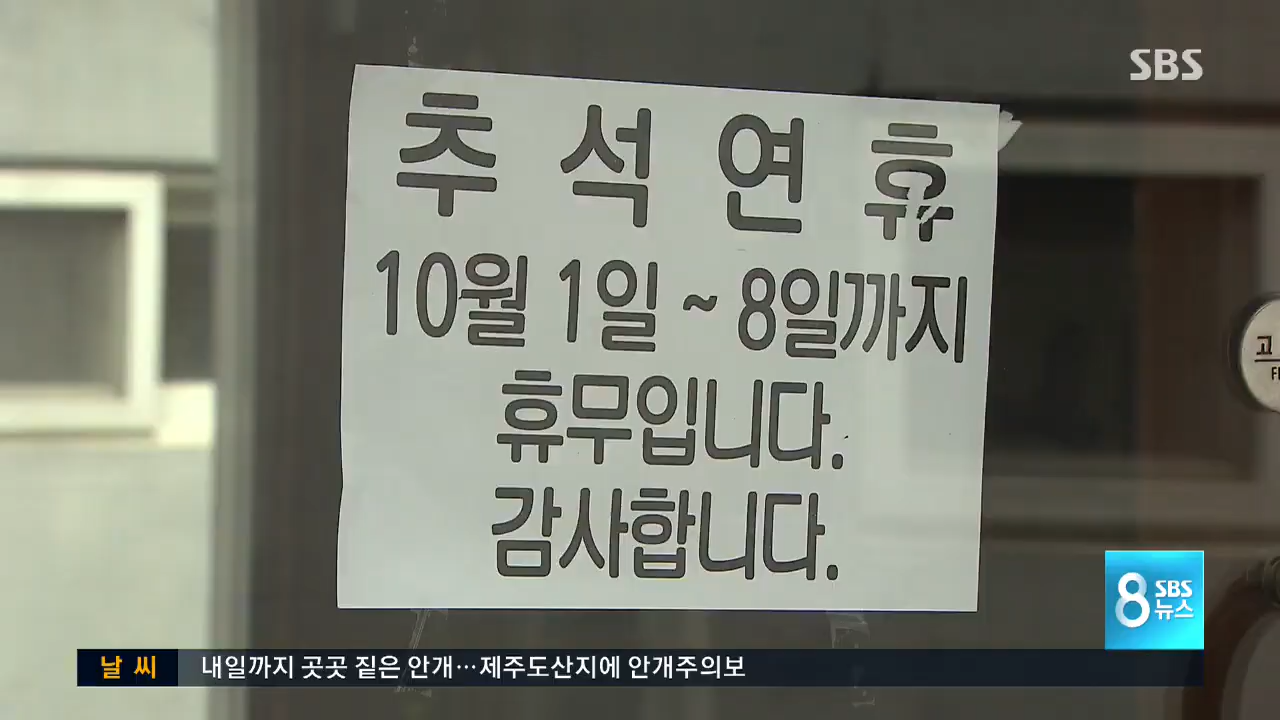 SBS
추석연휴
10월 1일 ~ 8일까지
휴무입니다.
감사합니다.
고
8 SBS 뉴스
날씨 내일까지 곳곳 짙은 안개…제주도산지에 안개주의보